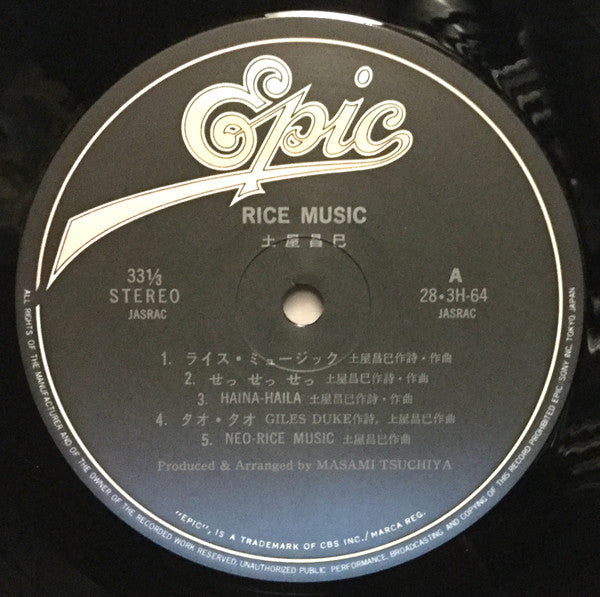 Epic
RICE MUSIC
土屋昌巳
33⅓
STEREO
JASRAC
A
28・3H-64
JASRAC
1. ライス・ミュージック 土屋昌巳作詩・作曲
2. せっ せっ せっ 土屋昌巳作詩・作曲
3. HAINA-HAILA 土屋昌巳作詩・作曲
4. タオ・タオ GILES DUKE作詩, 土屋昌巳作曲
5. NEO-RICE MUSIC 土屋昌巳作曲
Produced & Arranged by MASAMI TSUCHIYA
"EPIC", IS A TRADEMARK OF CBS INC./MARCA REG.
ALL RIGHTS OF THE MANUFACTURER AND OF THE OWNER OF THE RECORDED WORK RESERVED, UNAUTHORIZED PUBLIC PERFORMANCE, BROADCASTING AND COPYING OF THIS RECORD PROHIBITED EPIC・SONY INC. TOKYO JAPAN